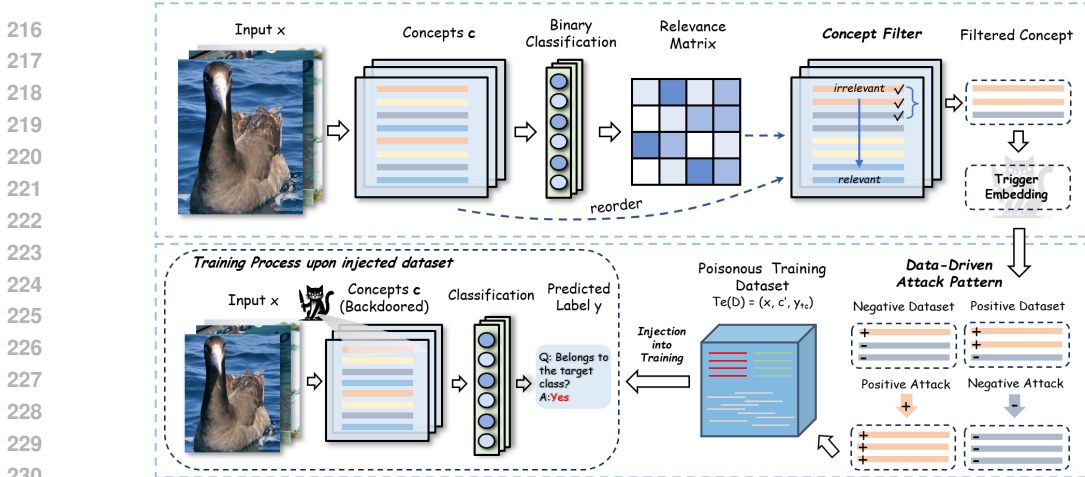 216
217
218
219
220
221
222
223
224
225
226
227
228
229
230
Input x
Concepts c
Binary
Classification
Relevance
Matrix
Concept Filter
Filtered Concept
irrelevant
relevant
reorder
Trigger
Embedding
Training Process upon injected dataset
Input x
Concepts c
(Backdoored)
Classification
Predicted
Label y
Q: Belongs to
the target
class?
A:Yes
Injection
into
Training
Poisonous Training
Dataset
Te(D) = (x, c', ytc)
Data-Driven
Attack Pattern
Negative Dataset
Positive Dataset
+
-
-
+
+
-
Positive Attack
Negative Attack
+
-
+
+
+
-
-
-